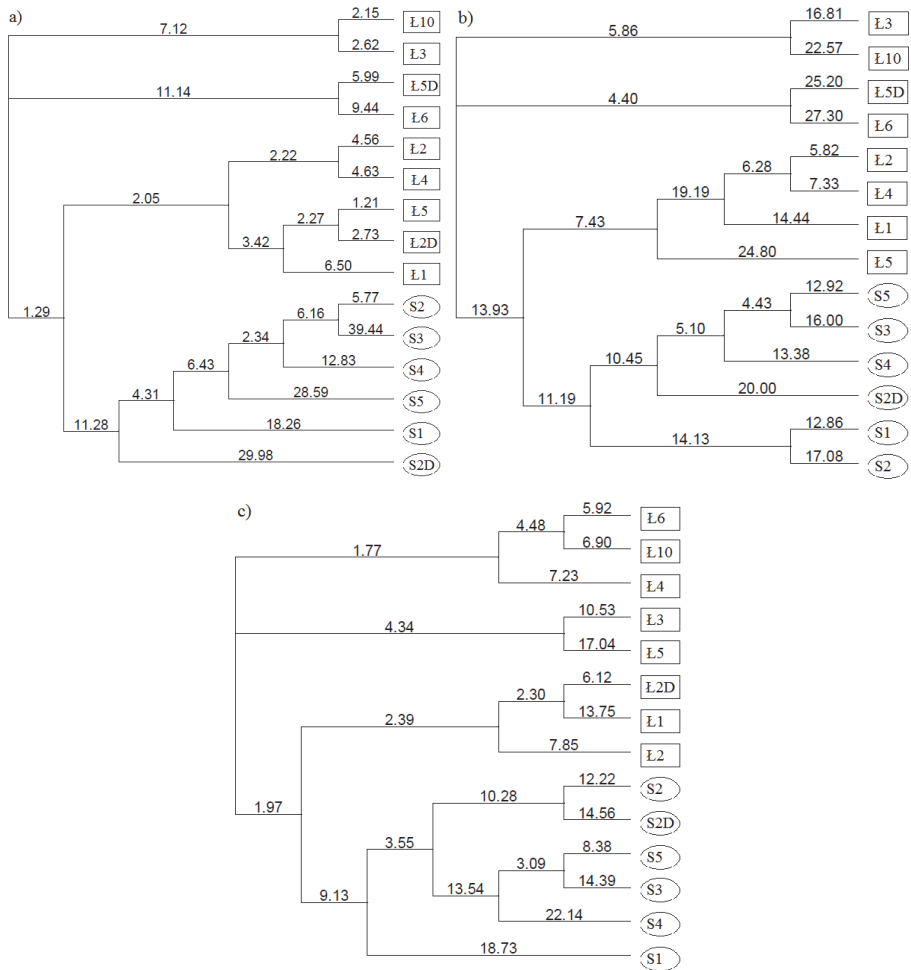 a)
7.12
2.15
Ł10
2.62
Ł3
11.14
5.99
Ł5D
9.44
Ł6
1.29
2.05
2.22
4.56
Ł2
4.63
Ł4
3.42
2.27
1.21
Ł5
2.73
Ł2D
6.50
Ł1
11.28
4.31
6.43
2.34
6.16
5.77
S2
39.44
S3
12.83
S4
28.59
S5
18.26
S1
29.98
S2D
b)
5.86
16.81
Ł3
22.57
Ł10
4.40
25.20
Ł5D
27.30
Ł6
13.93
7.43
19.19
6.28
5.82
Ł2
7.33
Ł4
14.44
Ł1
24.80
Ł5
11.19
10.45
5.10
4.43
12.92
S5
16.00
S3
13.38
S4
20.00
S2D
14.13
12.86
S1
17.08
S2
c)
1.77
4.48
5.92
Ł6
6.90
Ł10
7.23
Ł4
4.34
10.53
Ł3
17.04
Ł5
1.97
2.39
2.30
6.12
Ł2D
13.75
Ł1
7.85
Ł2
9.13
3.55
10.28
12.22
S2
14.56
S2D
13.54
3.09
8.38
S5
14.39
S3
22.14
S4
18.73
S1